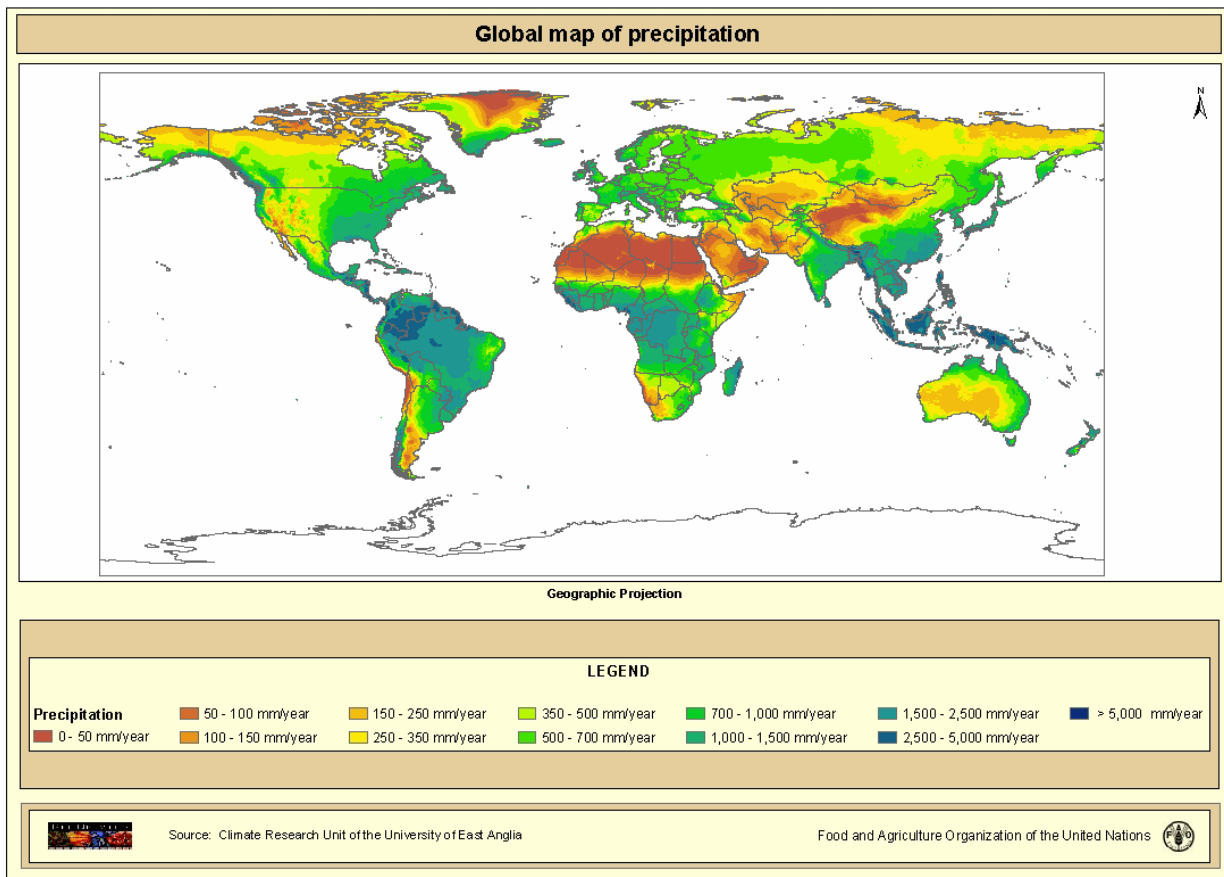 Global map of precipitation
N
Geographic Projection
LEGEND
Precipitation
0 - 50 mm/year
50 - 100 mm/year
100 - 150 mm/year
150 - 250 mm/year
250 - 350 mm/year
350 - 500 mm/year
500 - 700 mm/year
700 - 1,000 mm/year
1,000 - 1,500 mm/year
1,500 - 2,500 mm/year
2,500 - 5,000 mm/year
> 5,000 mm/year
Source: Climate Research Unit of the University of East Anglia
Food and Agriculture Organization of the United Nations